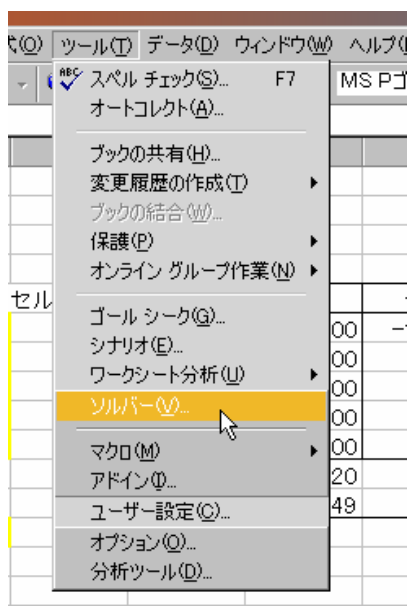 式(O) ツール(T) データ(D) ウィンドウ(W) ヘルプ(
スペル チェック(S)... F7 MS Pゴ
オートコレクト(A)...
ブックの共有(H)...
変更履歴の作成(T)
ブックの結合(W)...
保護(P)
オンライン グループ作業(N)
セル
ゴール シーク(G)...
00
シナリオ(E)...
00
ワークシート分析(U)
00
ソルバー(V)...
00
マクロ(M)
00
アドイン(I)...
20
ユーザー設定(C)...
49
オプション(O)...
分析ツール(D)...